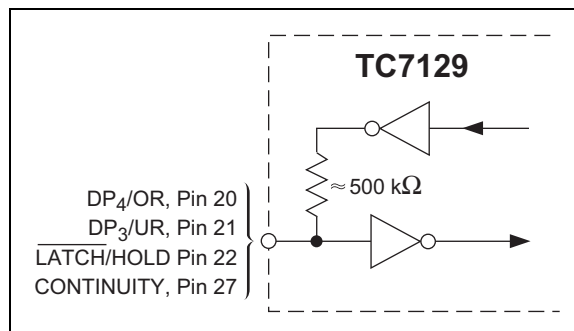 TC7129
≈ 500 kΩ
DP4/OR, Pin 20
DP3/UR, Pin 21
LATCH/HOLD Pin 22
CONTINUITY, Pin 27